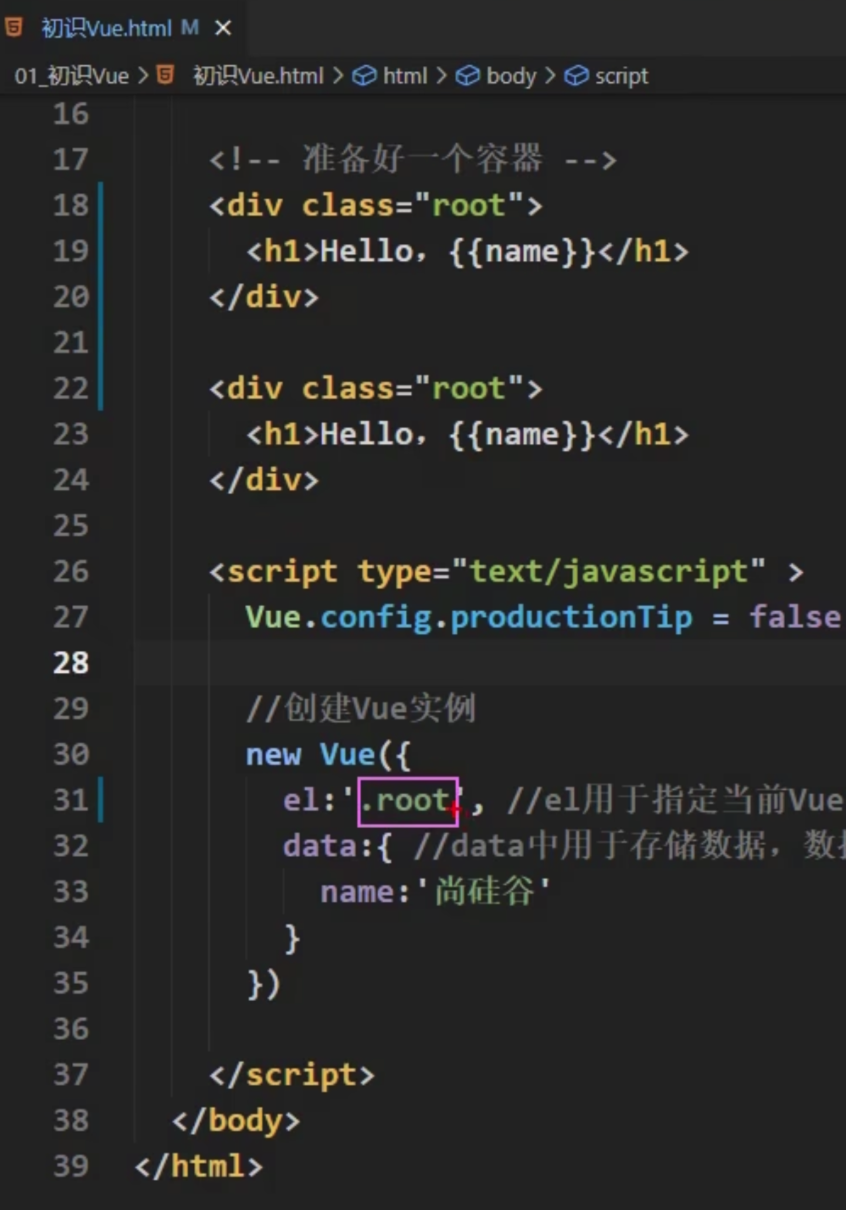 初识Vue.html M ×
01_初识Vue > 初识Vue.html > html > body > script
16
17 <!-- 准备好一个容器 -->
18 <div class="root">
19 <h1>Hello，{{name}}</h1>
20 </div>
21
22 <div class="root">
23 <h1>Hello，{{name}}</h1>
24 </div>
25
26 <script type="text/javascript" >
27 Vue.config.productionTip = false
28
29 //创建Vue实例
30 new Vue({
31 el:'.root', //el用于指定当前Vue
32 data:{ //data中用于存储数据，数据
33 name:'尚硅谷'
34 }
35 })
36
37 </script>
38 </body>
39 </html>